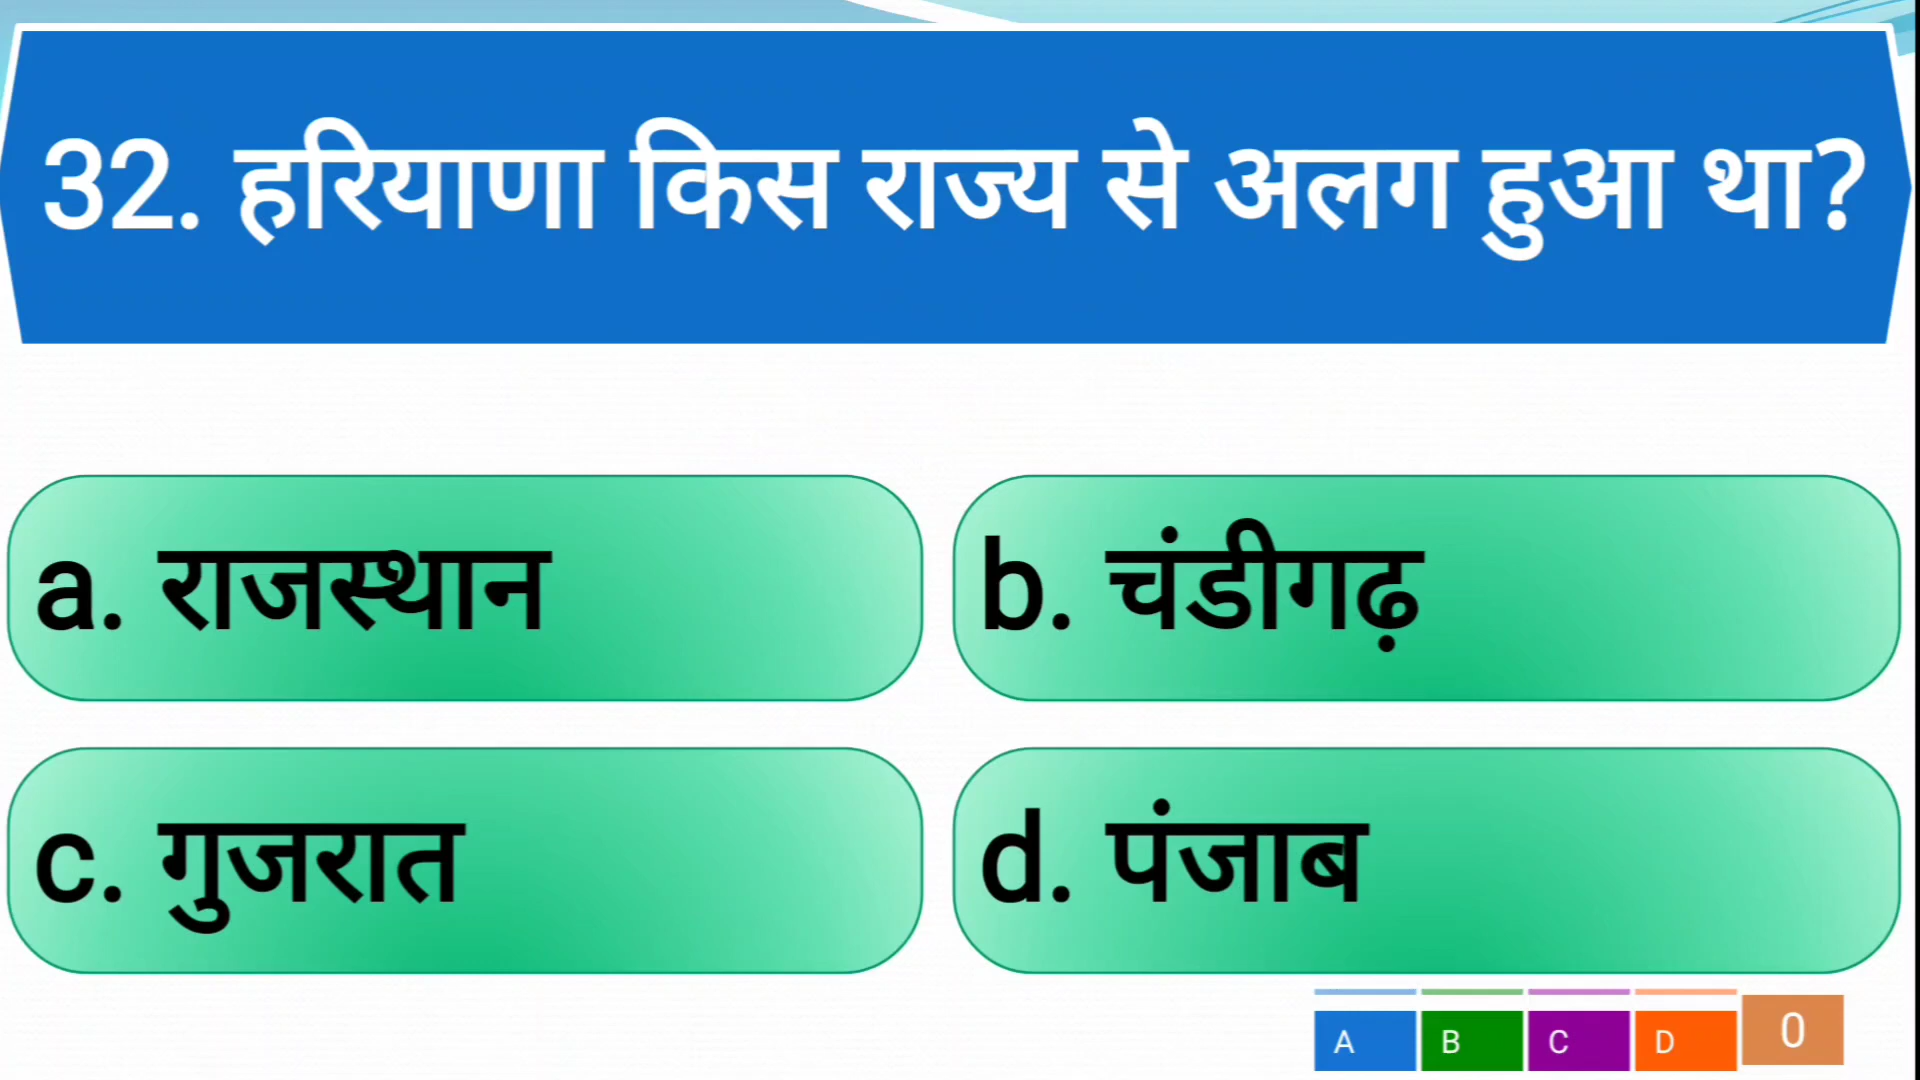 32. हरियाणा किस राज्य से अलग हुआ था?
a. राजस्थान
b. चंडीगढ़
c. गुजरात
d. पंजाब
A B C D 0